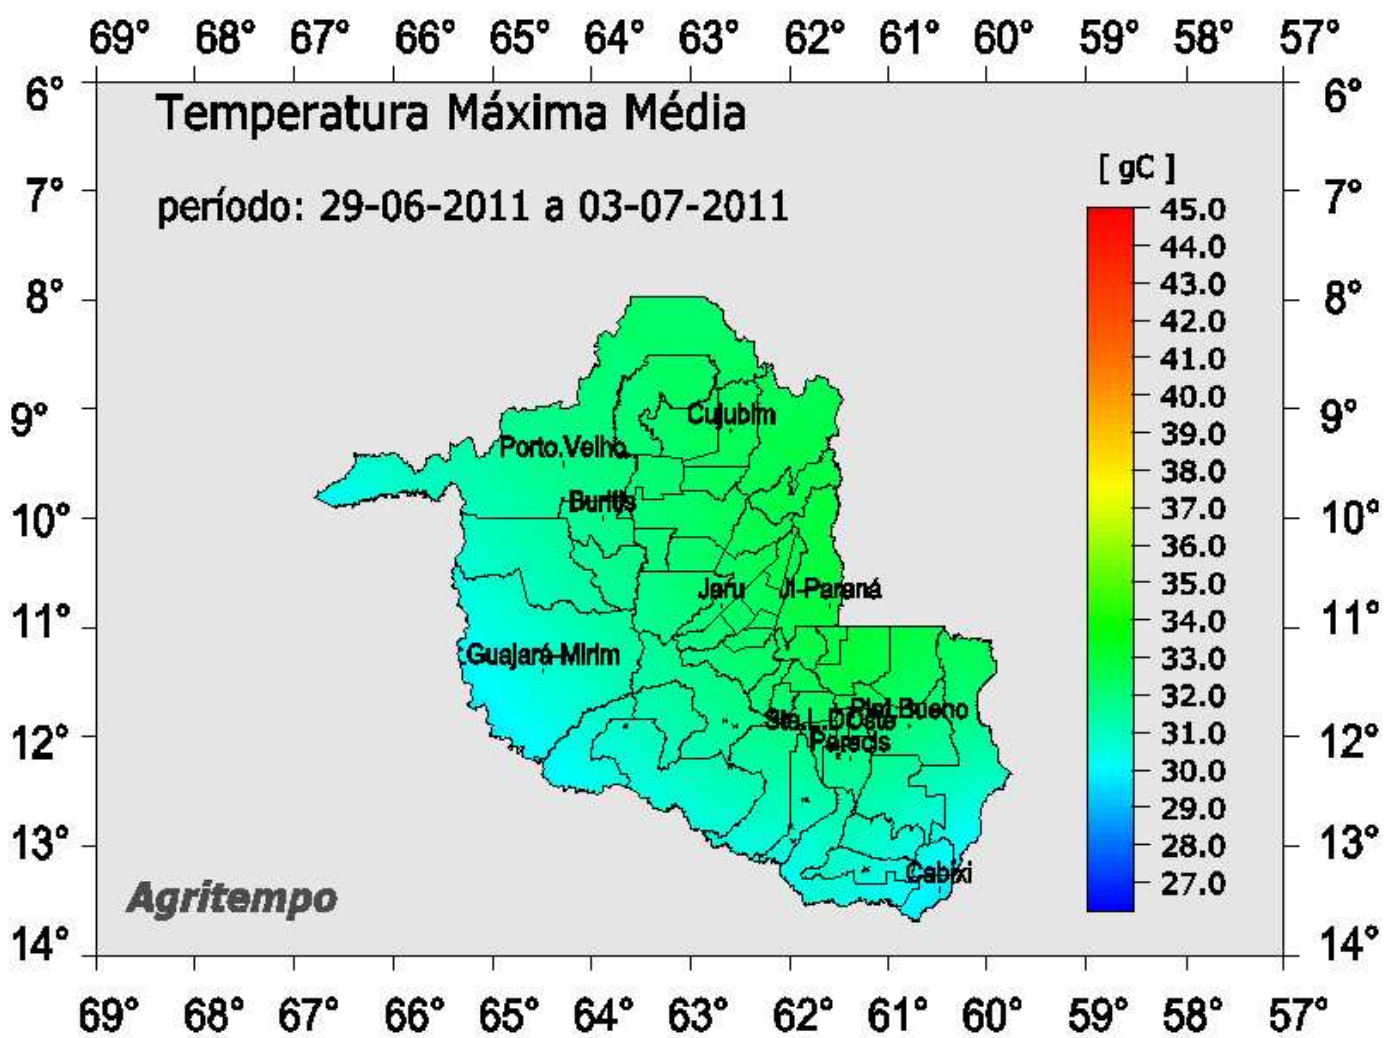 69° 68° 67° 66° 65° 64° 63° 62° 61° 60° 59° 58° 57°
6° 6°
Temperatura Máxima Média
[ gC ]
7° 7°
período: 29-06-2011 a 03-07-2011
45.0
44.0
43.0
8° 8°
42.0
41.0
40.0
9° Cujubim 9°
39.0
Porto.Velho.
38.0
Buritis
37.0
10° 10°
36.0
35.0
Jaru Ji-Paraná
34.0
11° 11°
Guajará-Mirim
33.0
32.0
Piat.Bueno
Sta.L.D'Oste
31.0
12° Parecis 12°
30.0
29.0
28.0
13° 13°
Cabixi
27.0
Agritempo
14° 14°
69° 68° 67° 66° 65° 64° 63° 62° 61° 60° 59° 58° 57°